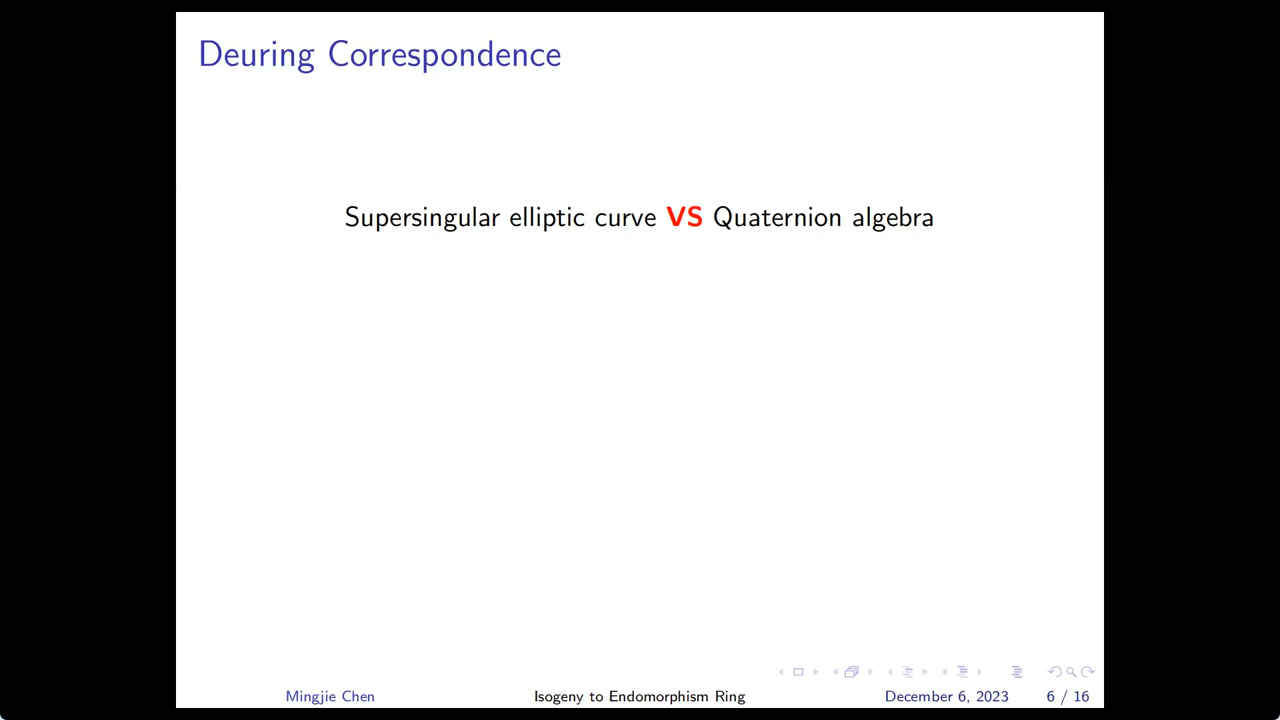 Deuring Correspondence
Supersingular elliptic curve VS Quaternion algebra
Mingjie Chen Isogeny to Endomorphism Ring December 6, 2023 6 / 16